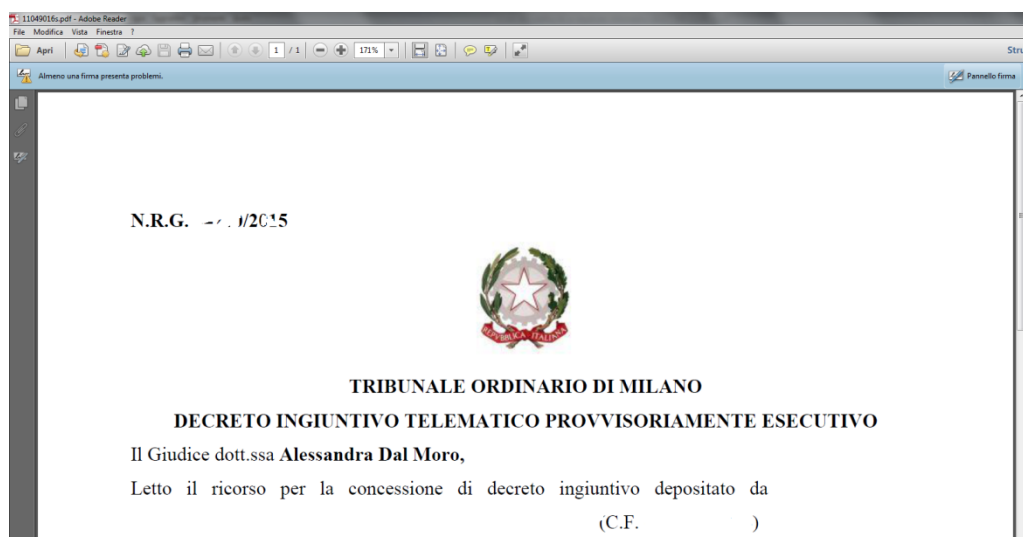 11049016s.pdf - Adobe Reader
File Modifica Vista Finestra ?
Apri 1 / 1 171%
Almeno una firma presenta problemi. Pannello firma
N.R.G. /2015
REPVBBLICA ITALIANA
TRIBUNALE ORDINARIO DI MILANO
DECRETO INGIUNTIVO TELEMATICO PROVVISORIAMENTE ESECUTIVO
Il Giudice dott.ssa Alessandra Dal Moro,
Letto il ricorso per la concessione di decreto ingiuntivo depositato da
(C.F. )